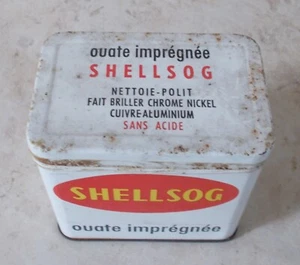 ouate imprégnée
SHELLSOG
NETTOIE-POLIT
FAIT BRILLER CHROME NICKEL
CUIVRE ALUMINIUM
SANS ACIDE
SHELLSOG
ouate imprégnée